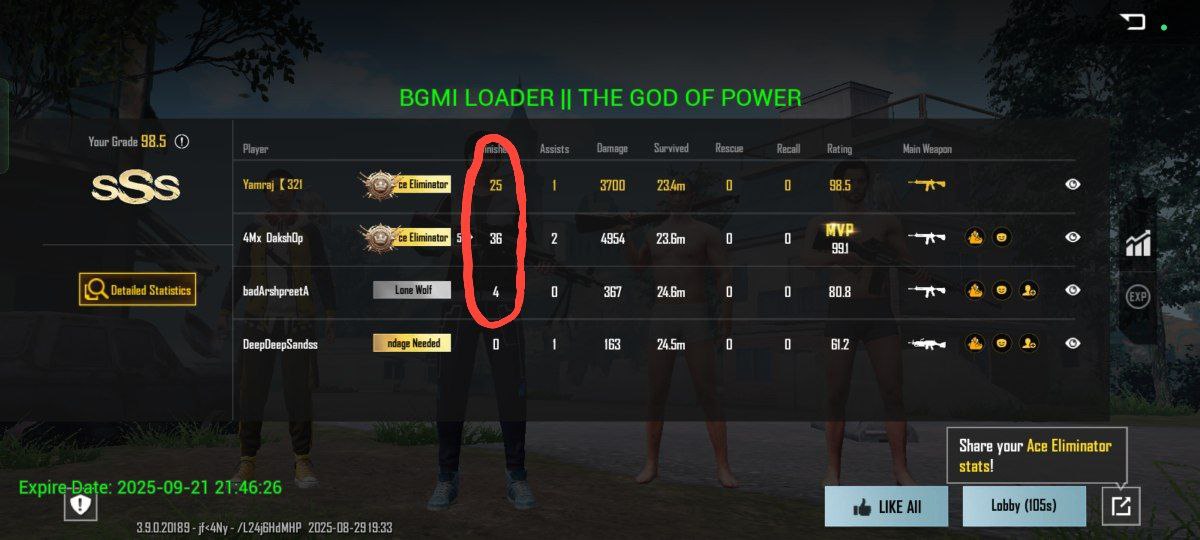 BGMI LOADER || THE GOD OF POWER
Your Grade 98.5
SSS
Detailed Statistics
Player Assists Damage Survived Rescue Recall Rating Main Weapon
Yamraj【321 ce Eliminator 25 1 3700 23.4m 0 0 98.5
4Mx DakshOp ce Eliminator 5 36 2 4954 23.6m 0 0 MVP 99.1
badArshpreetA Lone Wolf 4 0 367 24.6m 0 0 80.8
DeepDeepSandss ndage Needed 0 1 163 24.5m 0 0 61.2
EXP
Share your Ace Eliminator
stats!
Expire-Date: 2025-09-21 21:46:26
LIKE All
Lobby (105s)
3.9.0.20189 - jf<4Ny - /L24j6HdMHP 2025-08-29 19:33